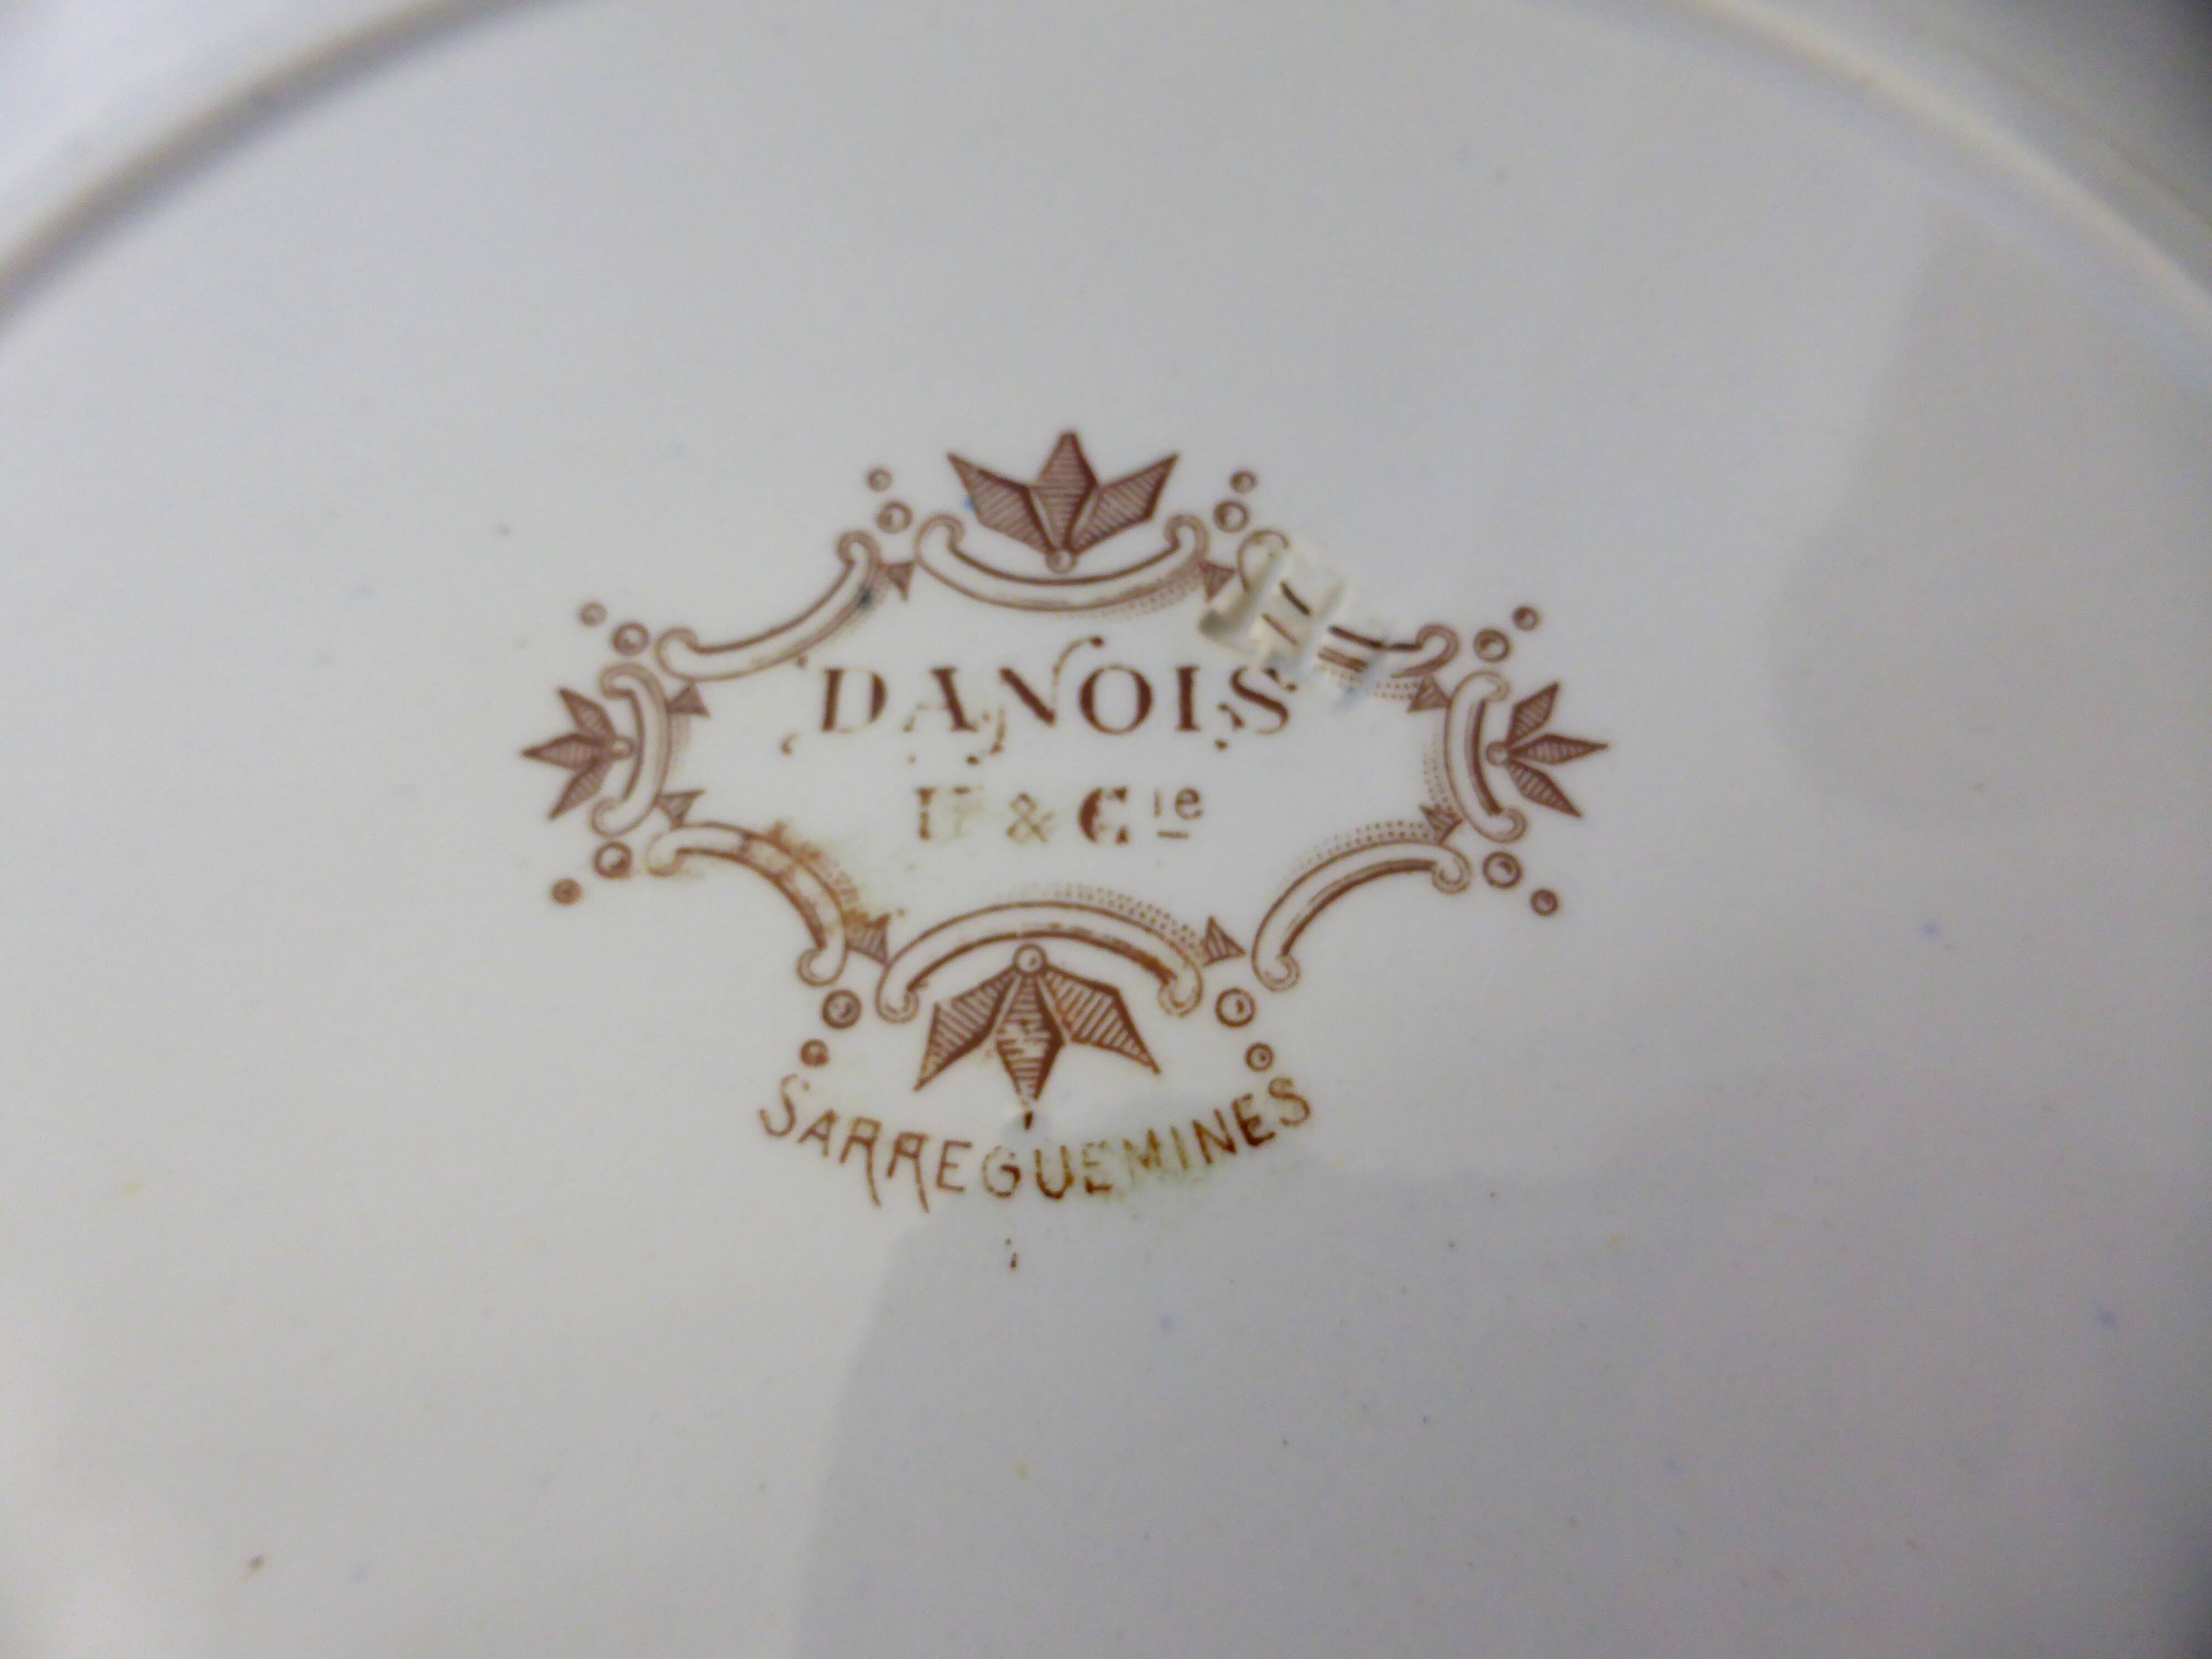 DANOIS
U & Cie
SARREGUEMINES